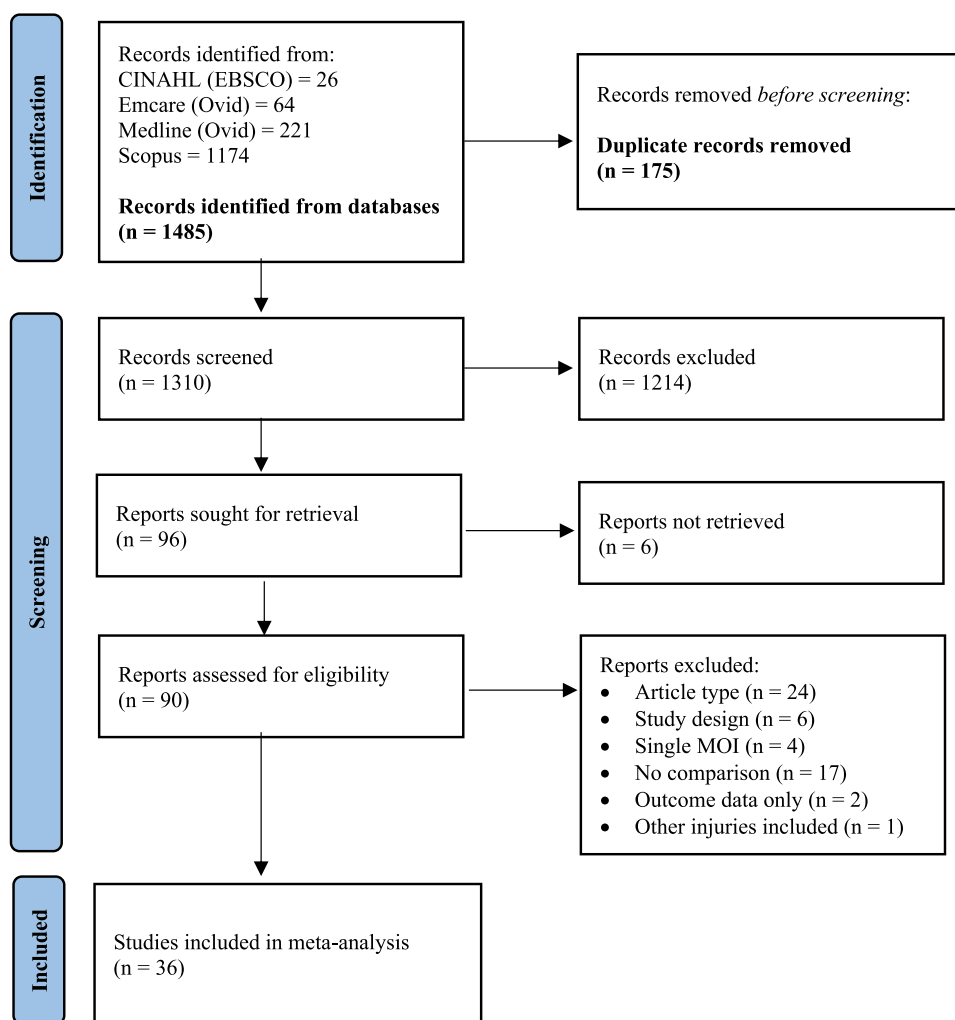 Identification
Records identified from:
CINAHL (EBSCO) = 26
Emcare (Ovid) = 64
Medline (Ovid) = 221
Scopus = 1174
Records identified from databases
(n = 1485)
Records removed before screening:
Duplicate records removed
(n = 175)
Screening
Records screened
(n = 1310)
Records excluded
(n = 1214)
Reports sought for retrieval
(n = 96)
Reports not retrieved
(n = 6)
Reports assessed for eligibility
(n = 90)
Reports excluded:
• Article type (n = 24)
• Study design (n = 6)
• Single MOI (n = 4)
• No comparison (n = 17)
• Outcome data only (n = 2)
• Other injuries included (n = 1)
Included
Studies included in meta-analysis
(n = 36)